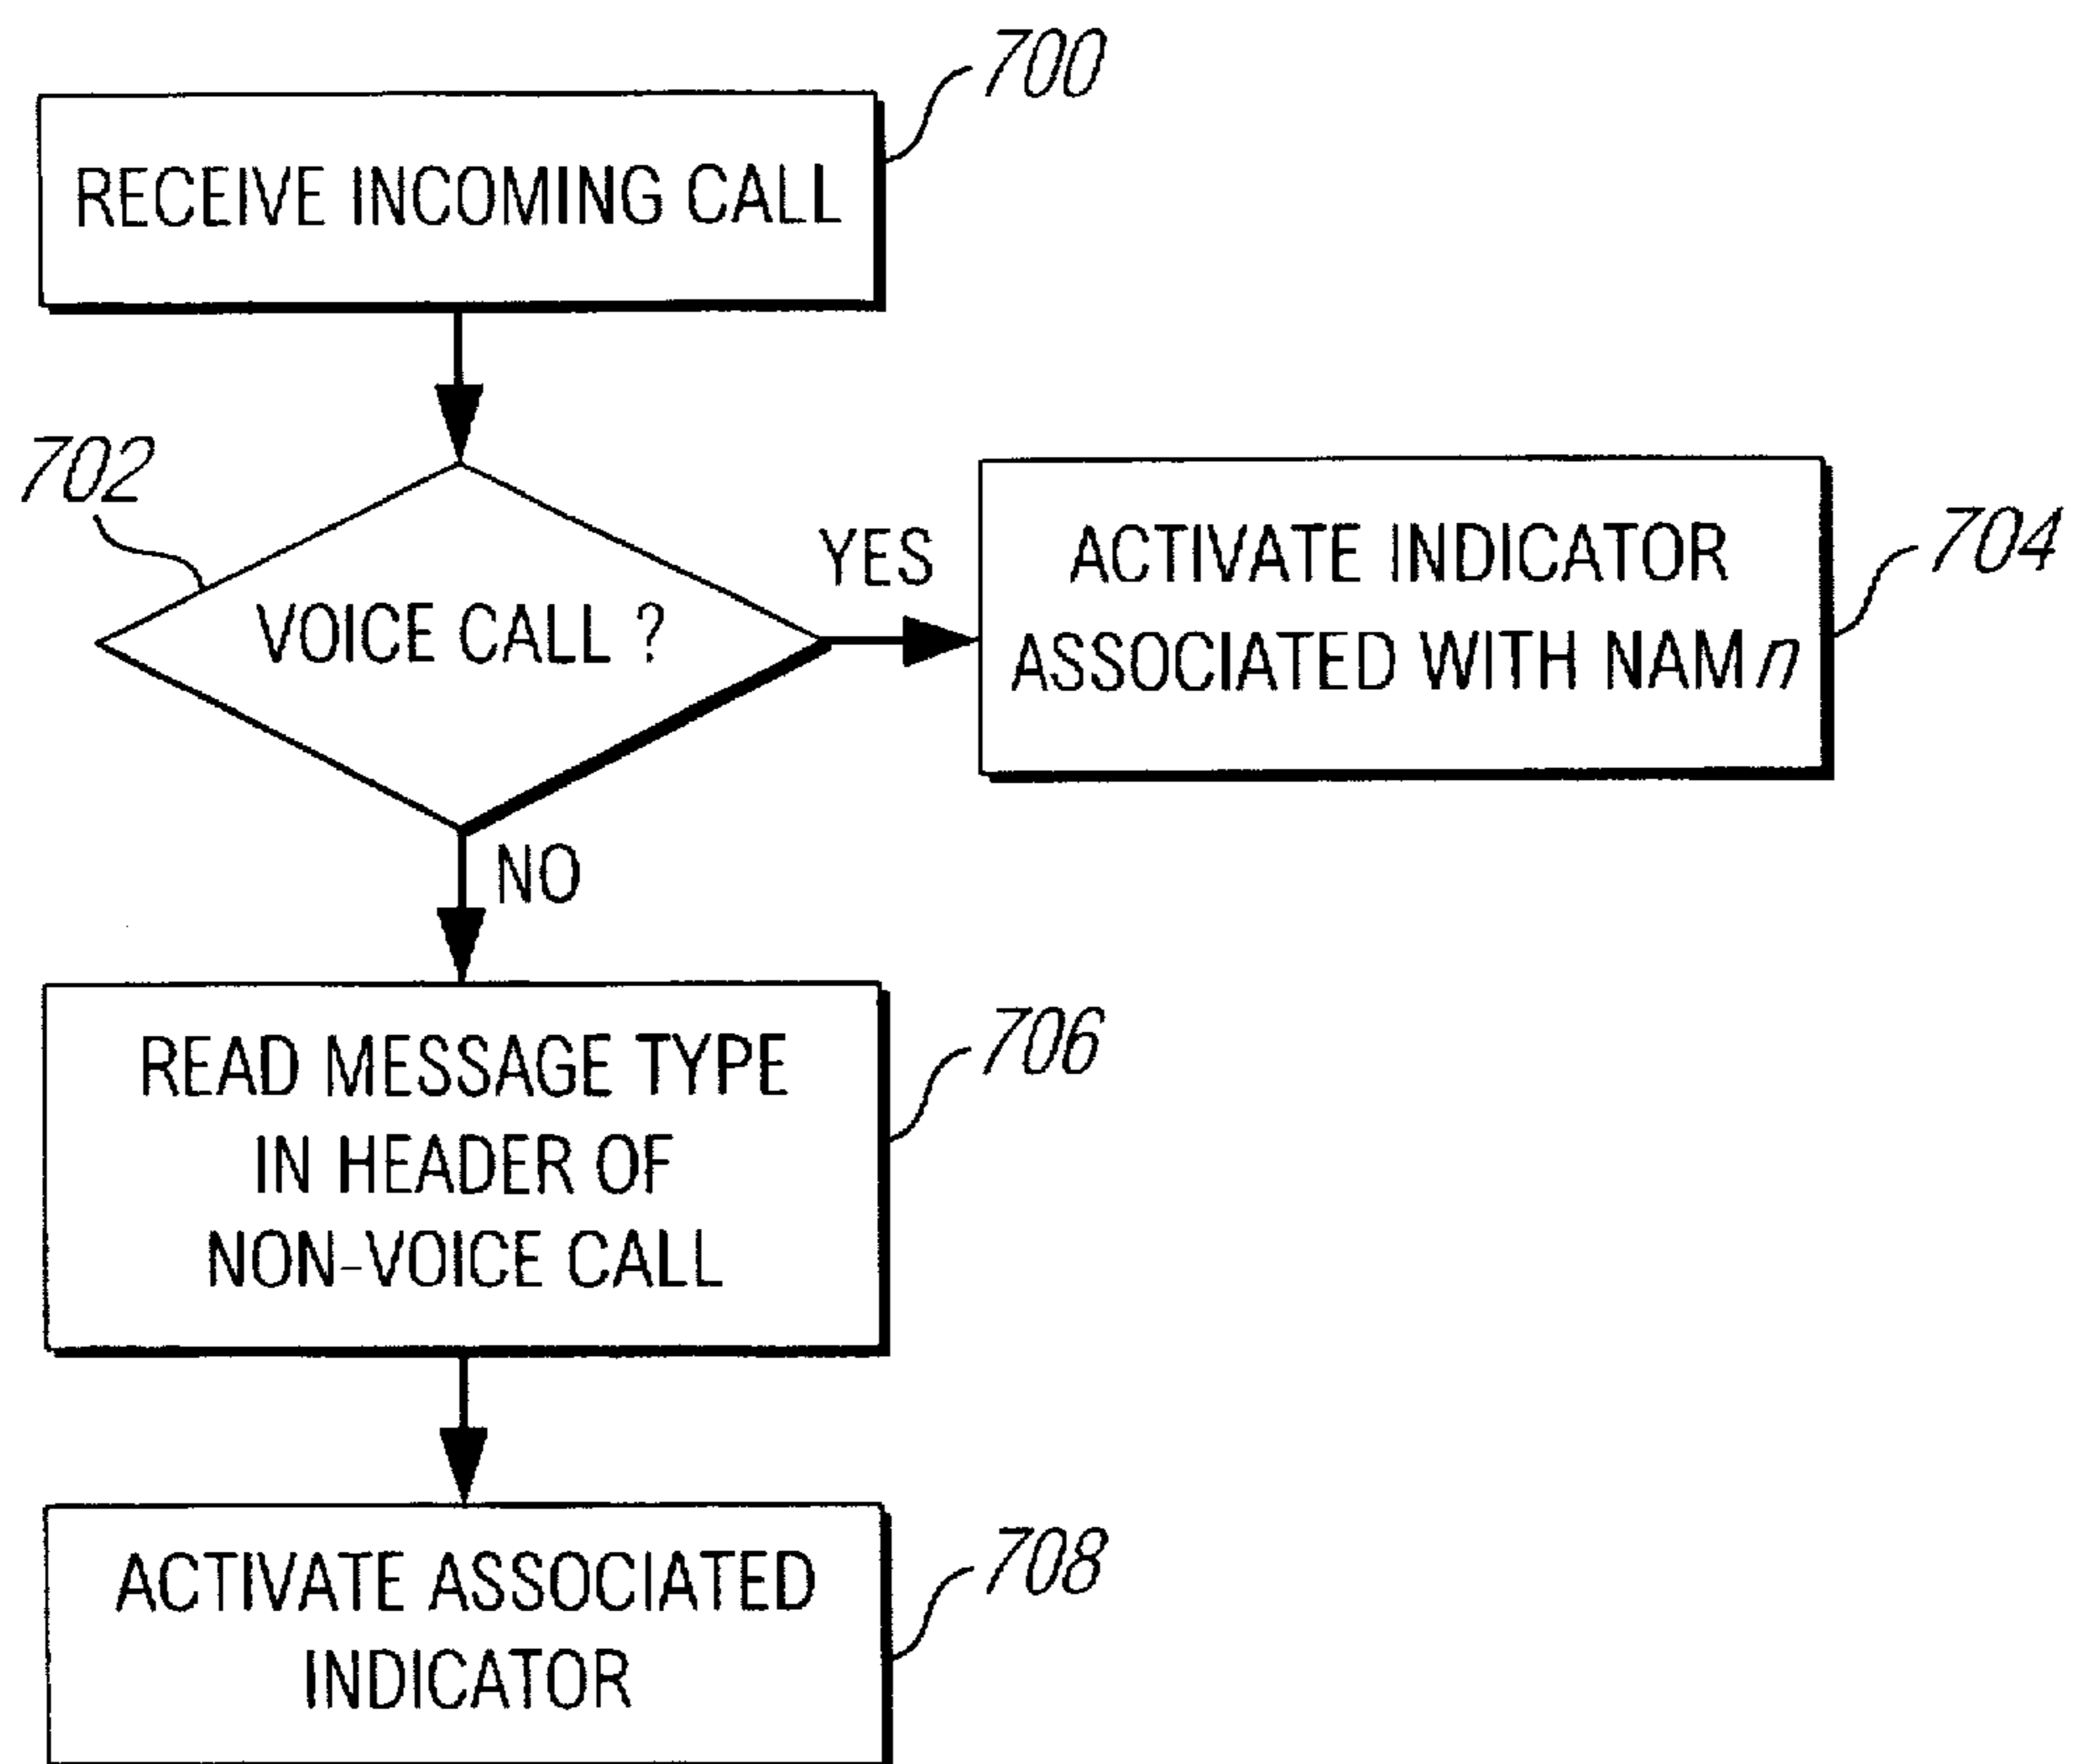 700
RECEIVE INCOMING CALL
702
VOICE CALL ?
YES
ACTIVATE INDICATOR
ASSOCIATED WITH NAM n
704
NO
READ MESSAGE TYPE
IN HEADER OF
NON-VOICE CALL
706
ACTIVATE ASSOCIATED
INDICATOR
708